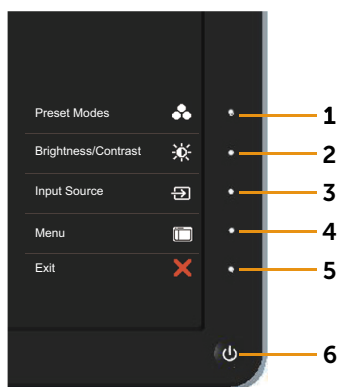 Preset Modes 1
Brightness/Contrast 2
Input Source 3
Menu 4
Exit 5
6